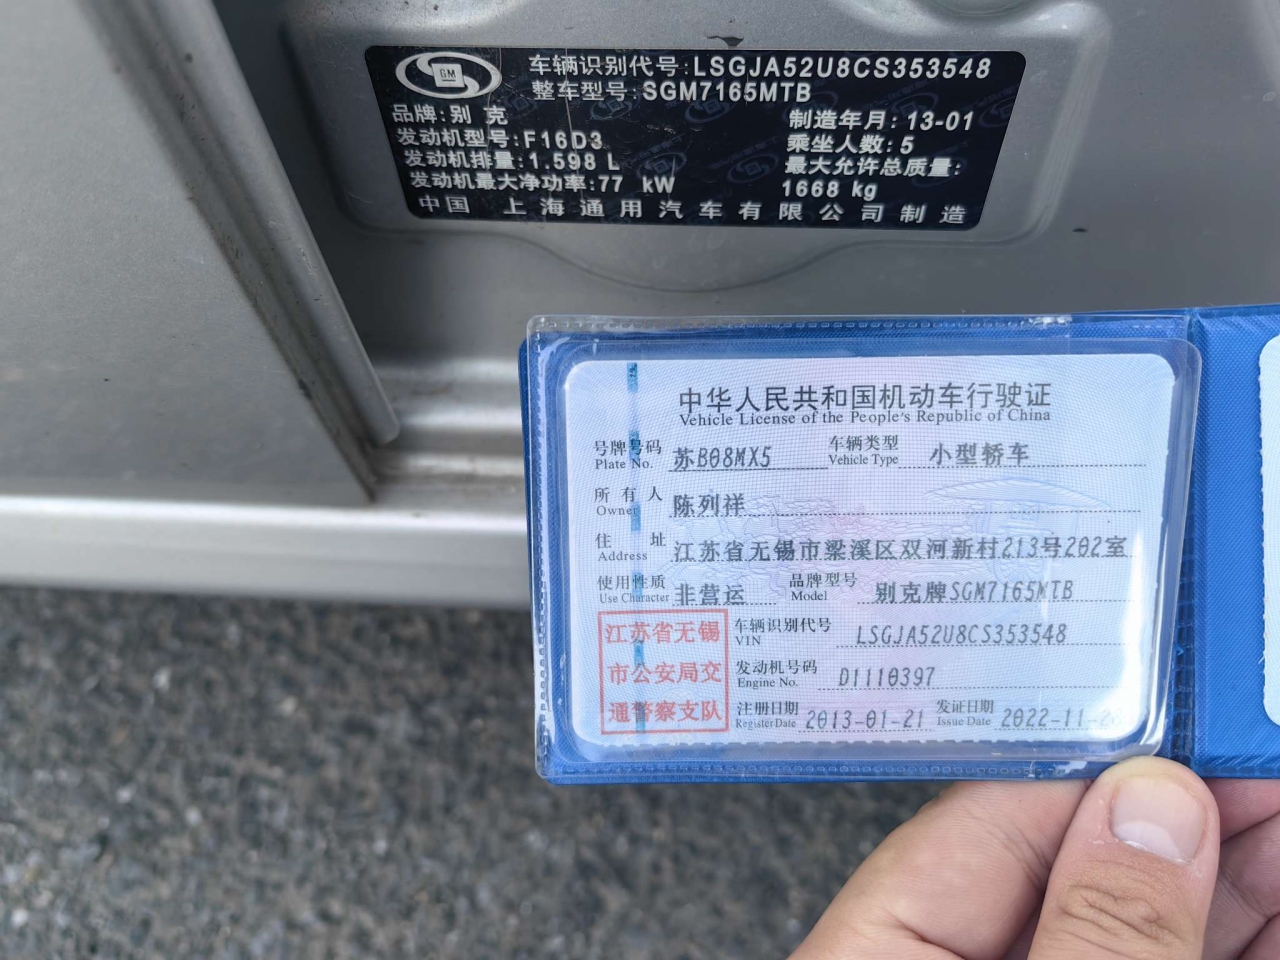 GM
车辆识别代号:LSGJA52U8CS353548
整车型号:SGM7165MTB
品牌:别克 制造年月:13-01
发动机型号:F16D3 乘坐人数:5
发动机排量:1.598 L 最大允许总质量:
发动机最大净功率:77 kW 1668 kg
中国 上海通用汽车有限公司制造
中华人民共和国机动车行驶证
Vehicle License of the People's Republic of China
号牌号码 苏B08MX5 车辆类型 小型轿车
Plate No. Vehicle Type
所有人 陈列祥
Owner
住址 江苏省无锡市梁溪区双河新村213号202室
Address
使用性质 非营运 品牌型号 别克牌SGM7165MTB
Use Character Model
江苏省无锡
市公安局交
通警察支队
车辆识别代号 LSGJA52U8CS353548
VIN
发动机号码 D1110397
Engine No.
注册日期 2013-01-21 发证日期 2022-11-
Register Date Issue Date